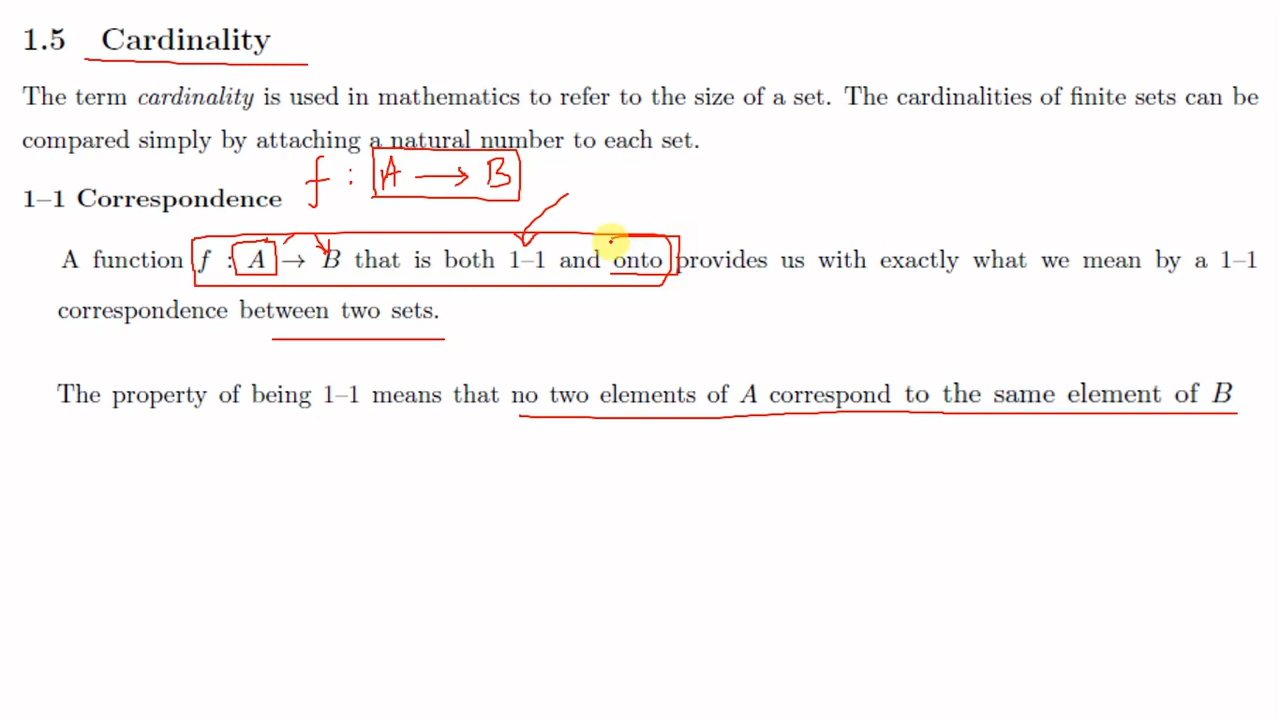 1.5 Cardinality
The term cardinality is used in mathematics to refer to the size of a set. The cardinalities of finite sets can be
compared simply by attaching a natural number to each set.
f : A → B
1–1 Correspondence
A function f : A → B that is both 1–1 and onto provides us with exactly what we mean by a 1–1
correspondence between two sets.
The property of being 1–1 means that no two elements of A correspond to the same element of B